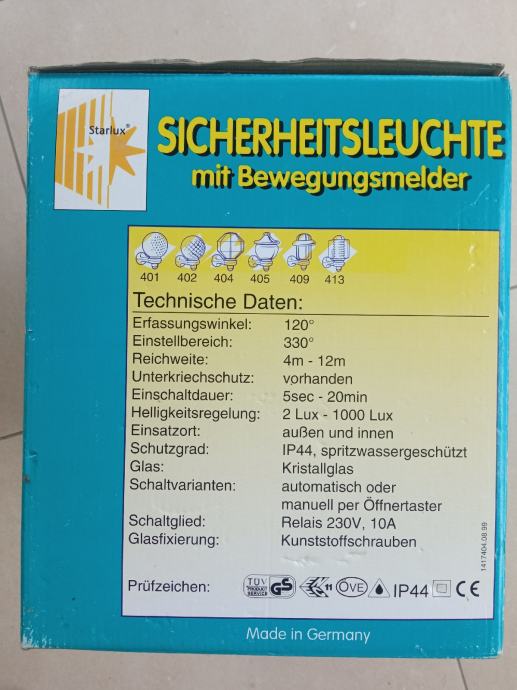 Starlux®
SICHERHEITSLEUCHTE
mit Bewegungsmelder
401 402 404 405 409 413
Technische Daten:
Erfassungswinkel: 120°
Einstellbereich: 330°
Reichweite: 4m - 12m
Unterkriechschutz: vorhanden
Einschaltdauer: 5sec - 20min
Helligkeitsregelung: 2 Lux - 1000 Lux
Einsatzort: außen und innen
Schutzgrad: IP44, spritzwassergeschützt
Glas: Kristallglas
Schaltvarianten: automatisch oder
manuell per Öffnertaster
Schaltglied: Relais 230V, 10A
Glasfixierung: Kunststoffschrauben
1417404.08.99
Prüfzeichen: TÜV PRODUCT SERVICE GS 11 ÖVE IP44 CE
Made in Germany